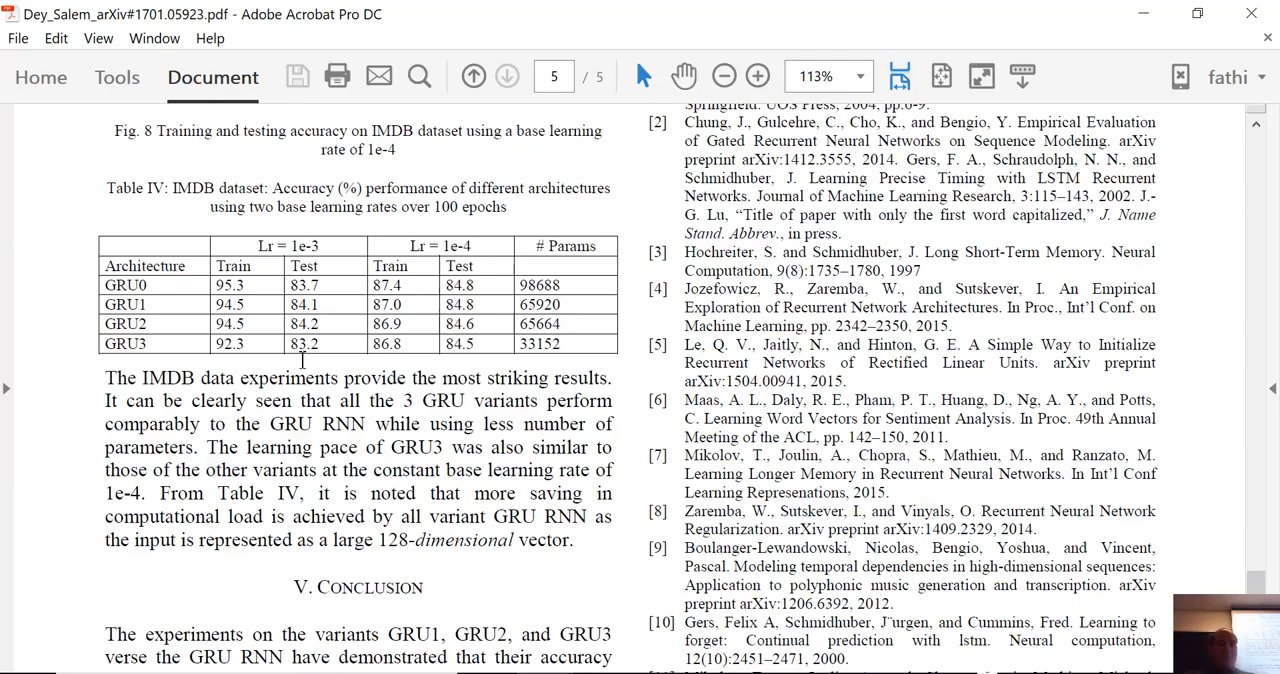 Dey_Salem_arXiv#1701.05923.pdf - Adobe Acrobat Pro DC
File Edit View Window Help
Home Tools Document 5 / 5 113% fathi
Fig. 8 Training and testing accuracy on IMDB dataset using a base learning
rate of 1e-4
Table IV: IMDB dataset: Accuracy (%) performance of different architectures
using two base learning rates over 100 epochs
Lr = 1e-3 Lr = 1e-4 # Params
Architecture Train Test Train Test
GRU0 95.3 83.7 87.4 84.8 98688
GRU1 94.5 84.1 87.0 84.8 65920
GRU2 94.5 84.2 86.9 84.6 65664
GRU3 92.3 83.2 86.8 84.5 33152
The IMDB data experiments provide the most striking results.
It can be clearly seen that all the 3 GRU variants perform
comparably to the GRU RNN while using less number of
parameters. The learning pace of GRU3 was also similar to
those of the other variants at the constant base learning rate of
1e-4. From Table IV, it is noted that more saving in
computational load is achieved by all variant GRU RNN as
the input is represented as a large 128-dimensional vector.
V. CONCLUSION
The experiments on the variants GRU1, GRU2, and GRU3
verse the GRU RNN have demonstrated that their accuracy
Springfield. UOS Press, 2004, pp.6-9.
[2] Chung, J., Gulcehre, C., Cho, K., and Bengio, Y. Empirical Evaluation
of Gated Recurrent Neural Networks on Sequence Modeling. arXiv
preprint arXiv:1412.3555, 2014. Gers, F. A., Schraudolph, N. N., and
Schmidhuber, J. Learning Precise Timing with LSTM Recurrent
Networks. Journal of Machine Learning Research, 3:115–143, 2002. J.-
G. Lu, “Title of paper with only the first word capitalized,” J. Name
Stand. Abbrev., in press.
[3] Hochreiter, S. and Schmidhuber, J. Long Short-Term Memory. Neural
Computation, 9(8):1735–1780, 1997
[4] Jozefowicz, R., Zaremba, W., and Sutskever, I. An Empirical
Exploration of Recurrent Network Architectures. In Proc., Int’l Conf. on
Machine Learning, pp. 2342–2350, 2015.
[5] Le, Q. V., Jaitly, N., and Hinton, G. E. A Simple Way to Initialize
Recurrent Networks of Rectified Linear Units. arXiv preprint
arXiv:1504.00941, 2015.
[6] Maas, A. L., Daly, R. E., Pham, P. T., Huang, D., Ng, A. Y., and Potts,
C. Learning Word Vectors for Sentiment Analysis. In Proc. 49th Annual
Meeting of the ACL, pp. 142–150, 2011.
[7] Mikolov, T., Joulin, A., Chopra, S., Mathieu, M., and Ranzato, M.
Learning Longer Memory in Recurrent Neural Networks. In Int’l Conf
Learning Represenations, 2015.
[8] Zaremba, W., Sutskever, I., and Vinyals, O. Recurrent Neural Network
Regularization. arXiv preprint arXiv:1409.2329, 2014.
[9] Boulanger-Lewandowski, Nicolas, Bengio, Yoshua, and Vincent,
Pascal. Modeling temporal dependencies in high-dimensional sequences:
Application to polyphonic music generation and transcription. arXiv
preprint arXiv:1206.6392, 2012.
[10] Gers, Felix A, Schmidhuber, J¨urgen, and Cummins, Fred. Learning to
forget: Continual prediction with lstm. Neural computation,
12(10):2451–2471, 2000.